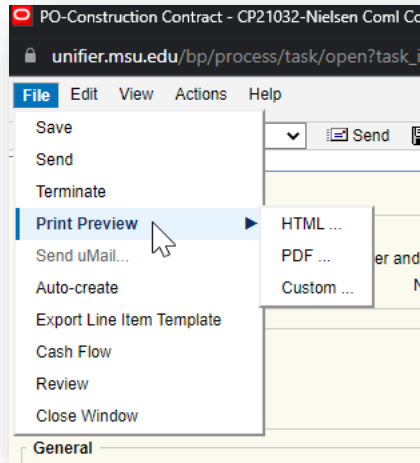 PO-Construction Contract - CP21032-Nielsen Coml Co
unifier.msu.edu/bp/process/task/open?task_i
File Edit View Actions Help
Save
Send
Send
Terminate
Print Preview
HTML ...
Send uMail...
PDF ...
er and
Auto-create
Custom ...
N
Export Line Item Template
Cash Flow
Review
Close Window
General